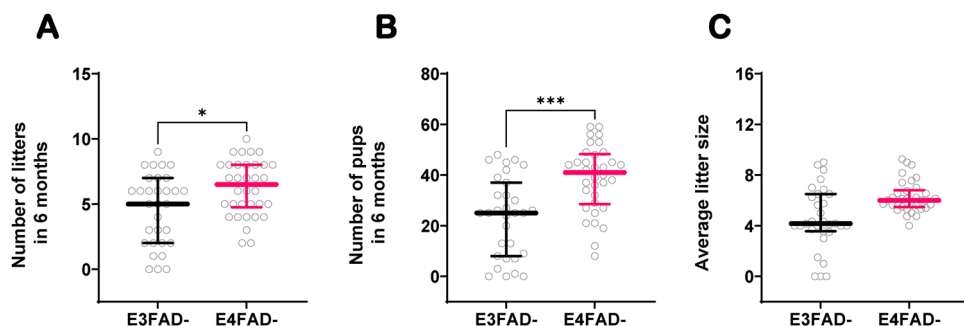 A
Number of litters
in 6 months
15
10
5
0
*
E3FAD-
E4FAD-
B
Number of pups
in 6 months
80
60
40
20
0
***
E3FAD-
E4FAD-
C
Average litter size
16
12
8
4
0
E3FAD-
E4FAD-